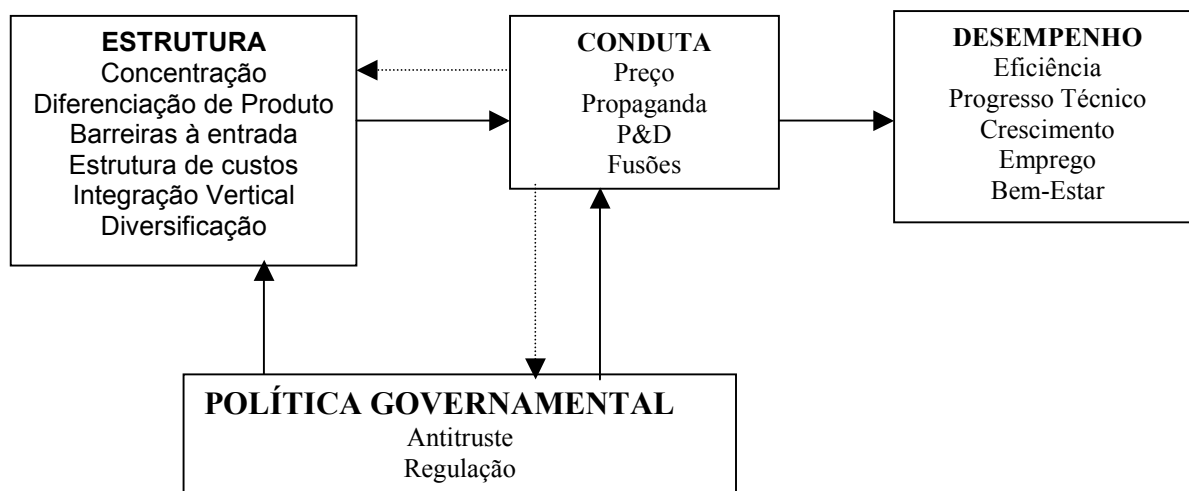 ESTRUTURA
Concentração
Diferenciação de Produto
Barreiras à entrada
Estrutura de custos
Integração Vertical
Diversificação
CONDUTA
Preço
Propaganda
P&D
Fusões
DESEMPENHO
Eficiência
Progresso Técnico
Crescimento
Emprego
Bem-Estar
POLÍTICA GOVERNAMENTAL
Antitruste
Regulação